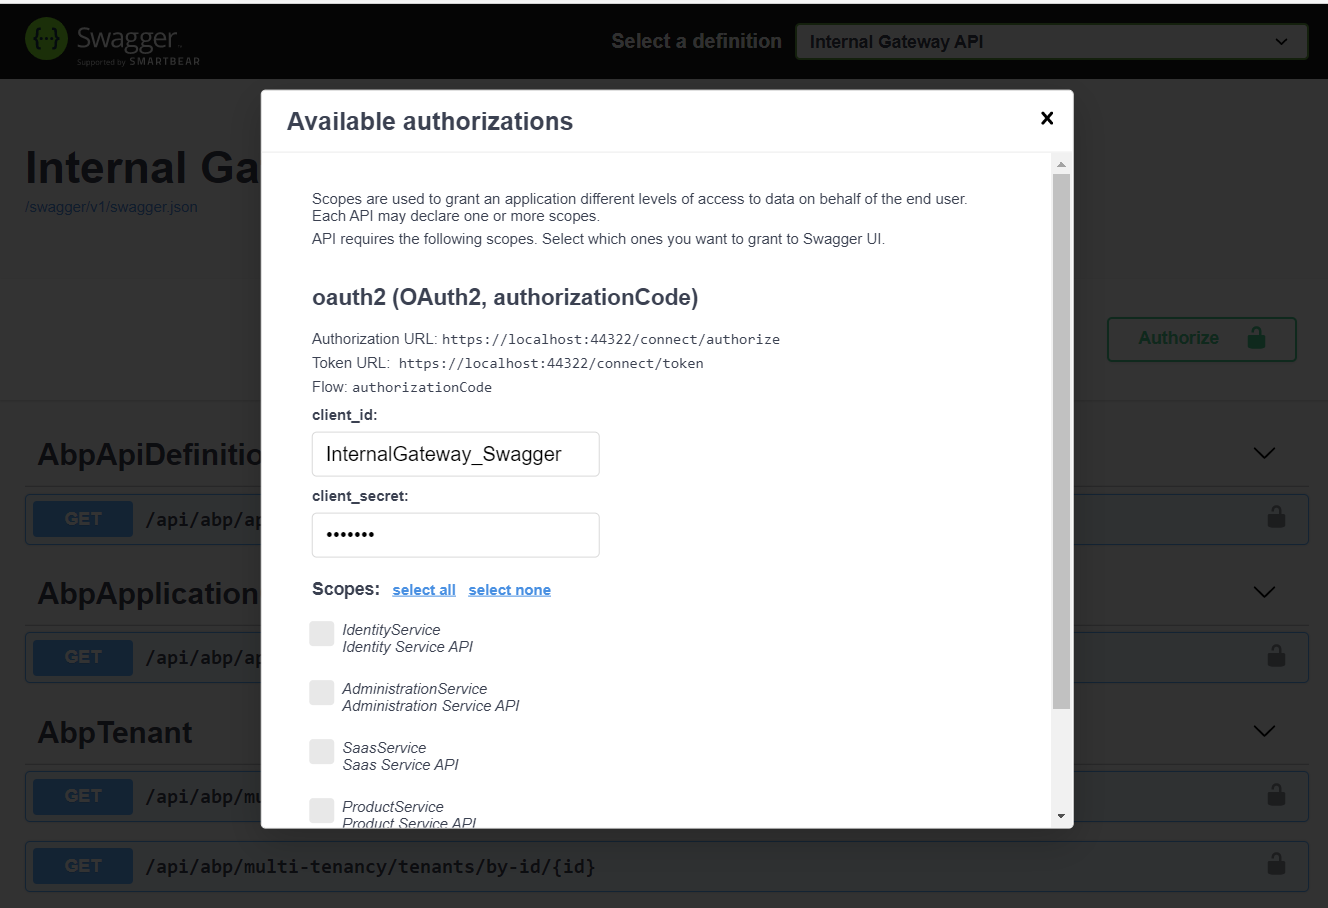 Swagger.
Supported by SMARTBEAR
Select a definition
Internal Gateway API
Available authorizations
Internal Ga
/swagger/v1/swagger.json
Scopes are used to grant an application different levels of access to data on behalf of the end user.
Each API may declare one or more scopes.
API requires the following scopes. Select which ones you want to grant to Swagger UI.
oauth2 (OAuth2, authorizationCode)
Authorization URL: https://localhost:44322/connect/authorize
Token URL: https://localhost:44322/connect/token
Flow: authorizationCode
Authorize
client_id:
InternalGateway_Swagger
client_secret:
•••••••
Scopes: select all select none
IdentityService
Identity Service API
AdministrationService
Administration Service API
SaasService
Saas Service API
ProductService
Product Service API
AbpApiDefinitio
GET /api/abp/ap
AbpApplication
GET /api/abp/ap
AbpTenant
GET /api/abp/mu
GET /api/abp/multi-tenancy/tenants/by-id/{id}